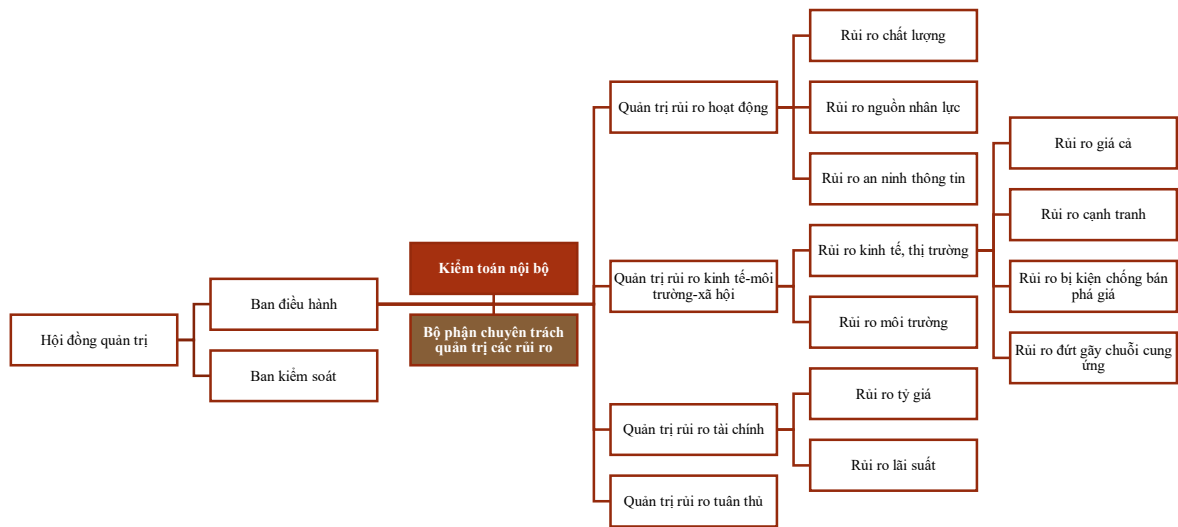 Hội đồng quản trị
Ban điều hành
Ban kiểm soát
Kiểm toán nội bộ
Bộ phận chuyên trách
quản trị các rủi ro
Quản trị rủi ro hoạt động
Rủi ro chất lượng
Rủi ro nguồn nhân lực
Rủi ro an ninh thông tin
Quản trị rủi ro kinh tế-môi
trường-xã hội
Rủi ro kinh tế, thị trường
Rủi ro giá cả
Rủi ro cạnh tranh
Rủi ro bị kiện chống bán
phá giá
Rủi ro đứt gãy chuỗi cung
ứng
Rủi ro môi trường
Quản trị rủi ro tài chính
Rủi ro tỷ giá
Rủi ro lãi suất
Quản trị rủi ro tuân thủ